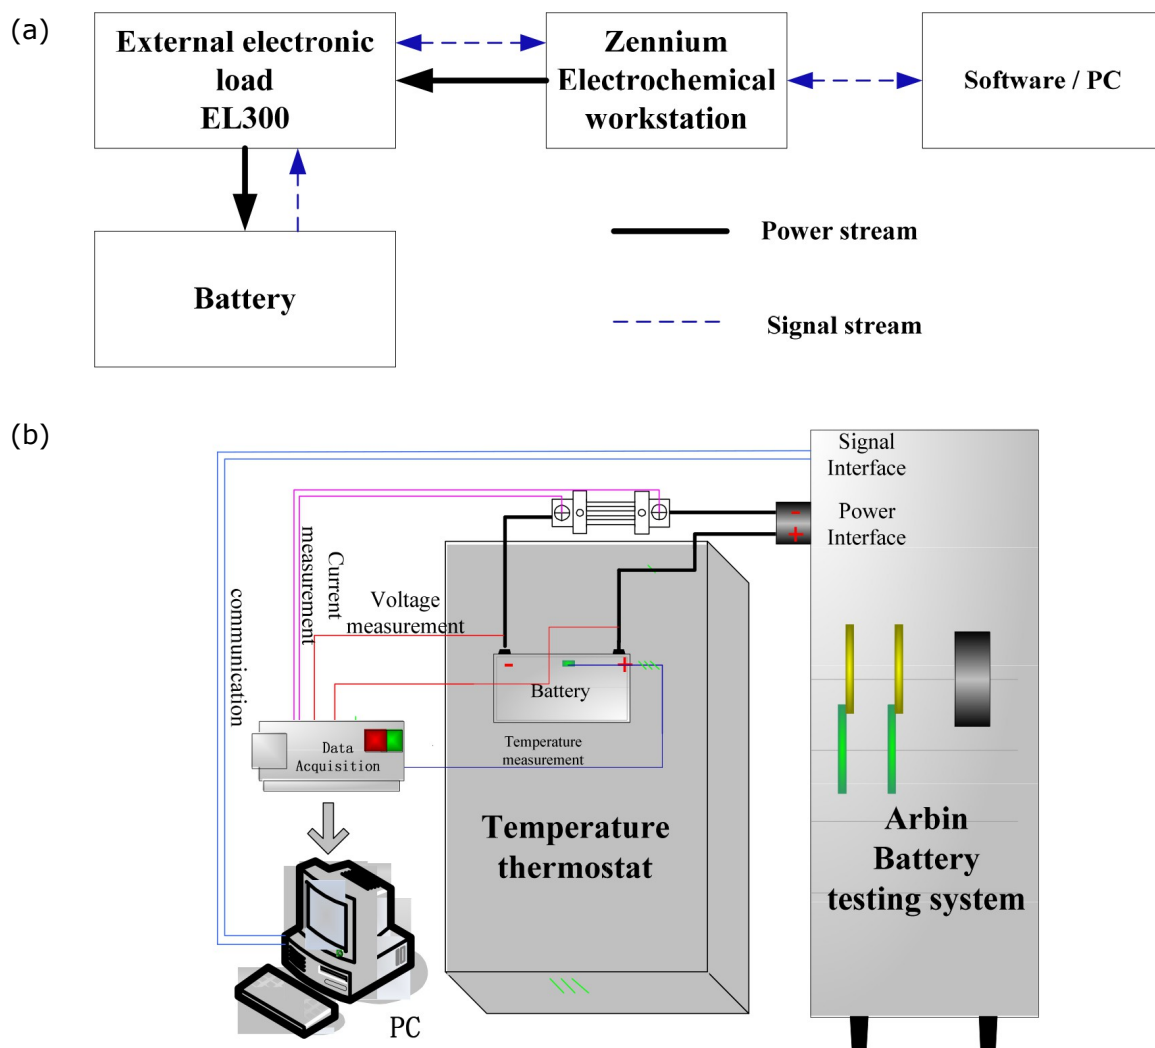 (a)
External electronic
load
EL300
Zennium
Electrochemical
workstation
Software / PC
Battery
Power stream
Signal stream
(b)
Signal
Interface
Power
Interface
-
+
Current
measurement
communication
Voltage
measurement
-
+
Battery
Temperature
measurement
Data
Acquisition
Temperature
thermostat
Arbin
Battery
testing system
PC